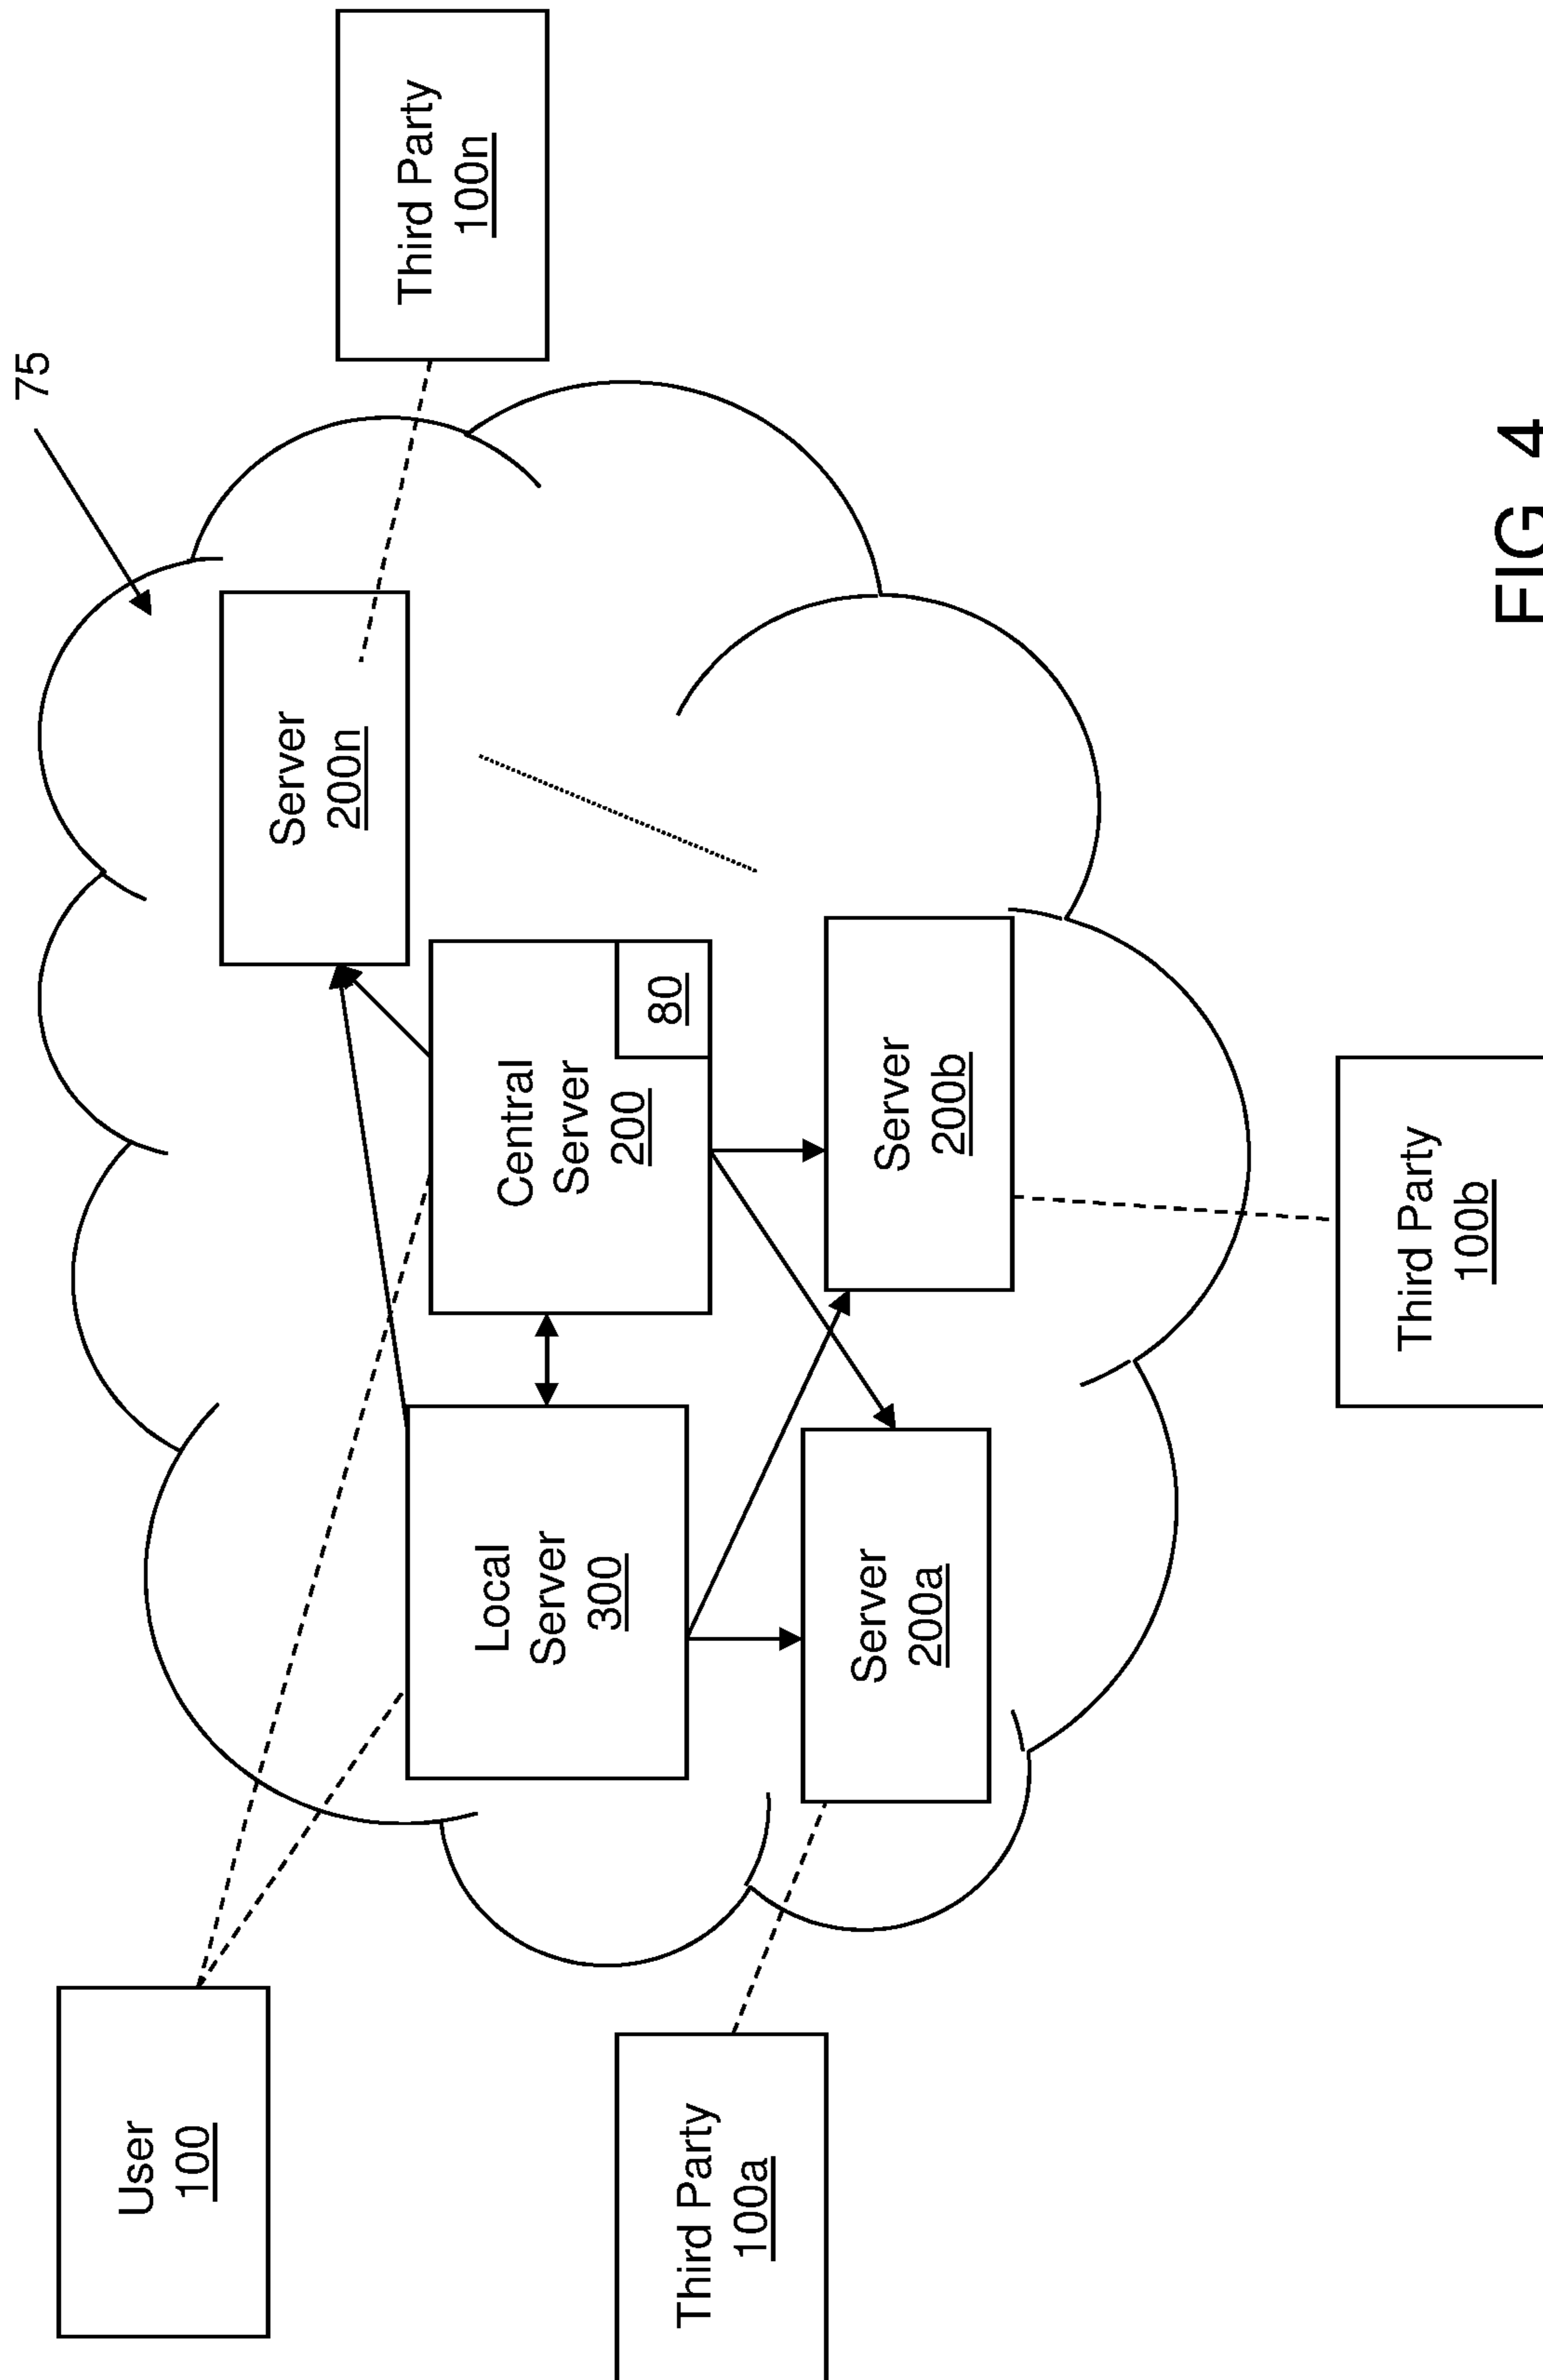 75
User
100
Third Party
100n
Server
200n
Central
Server
200
80
Local
Server
300
Server
200b
Server
200a
Third Party
100a
Third Party
100b
FIG 4